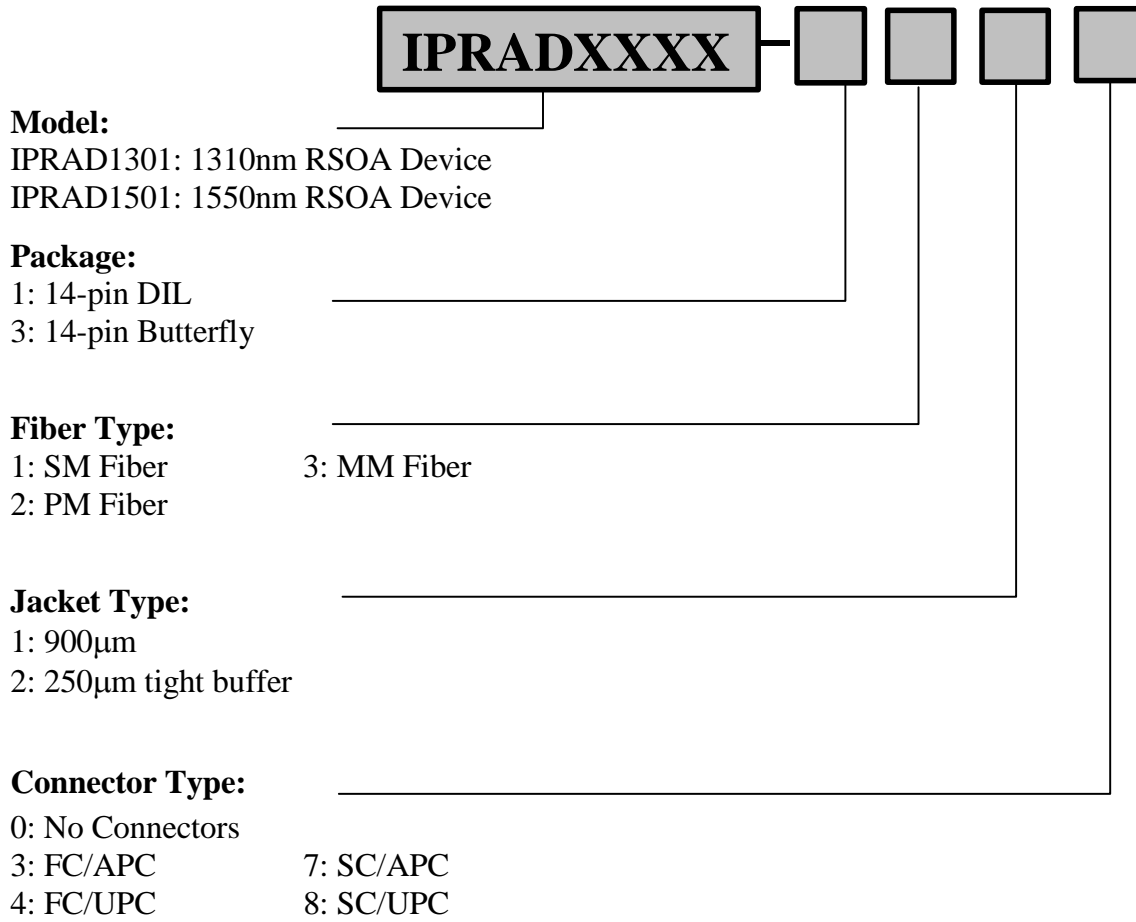 IPRADXXXX
Model:
IPRAD1301: 1310nm RSOA Device
IPRAD1501: 1550nm RSOA Device
Package:
1: 14-pin DIL
3: 14-pin Butterfly
Fiber Type:
1: SM Fiber 3: MM Fiber
2: PM Fiber
Jacket Type:
1: 900μm
2: 250μm tight buffer
Connector Type:
0: No Connectors
3: FC/APC 7: SC/APC
4: FC/UPC 8: SC/UPC